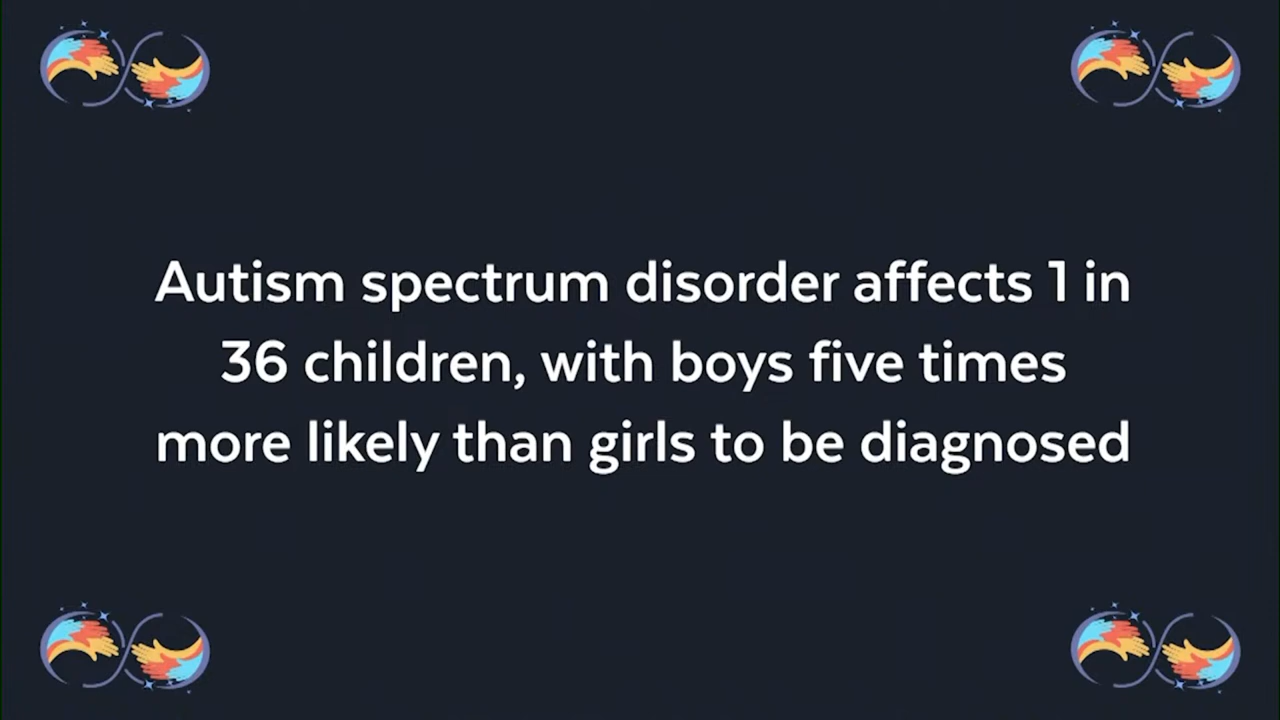 Autism spectrum disorder affects 1 in
36 children, with boys five times
more likely than girls to be diagnosed